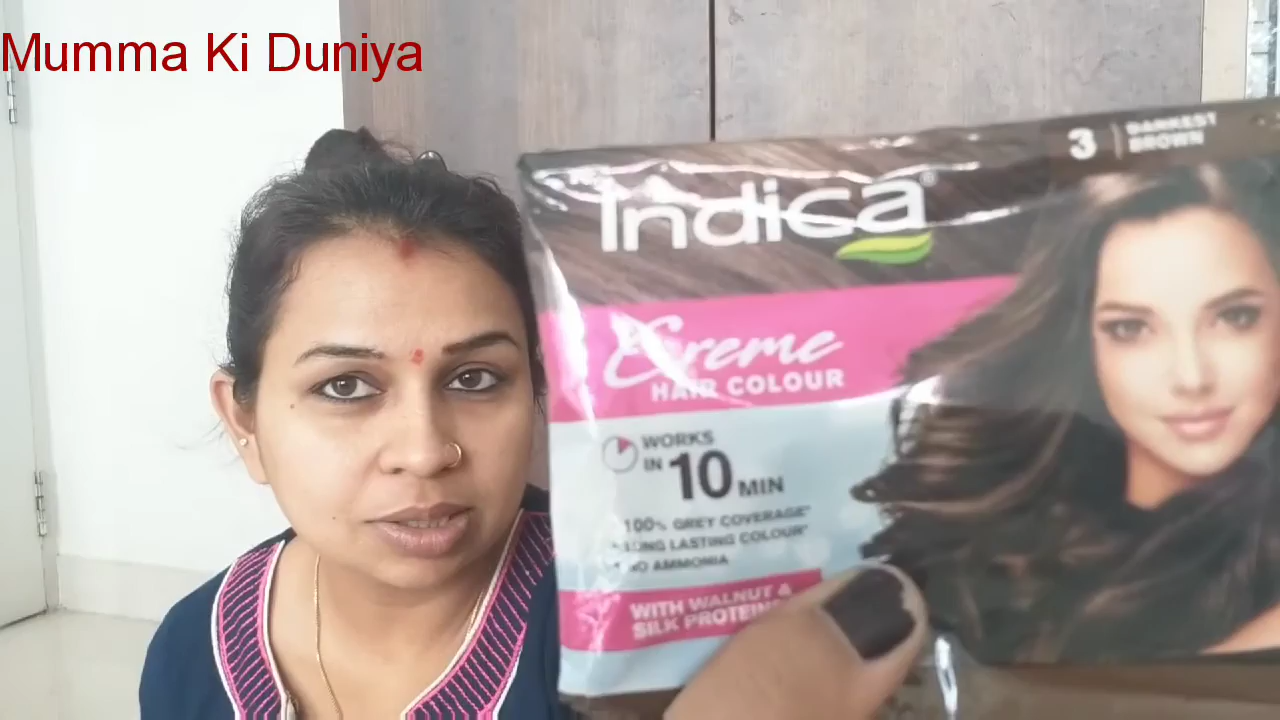 Mumma Ki Duniya
3 DARKEST
BROWN
Indica
Creme
HAIR COLOUR
WORKS
IN 10 MIN
100% GREY COVERAGE*
LONG LASTING COLOUR*
NO AMMONIA
WITH WALNUT &
SILK PROTEIN